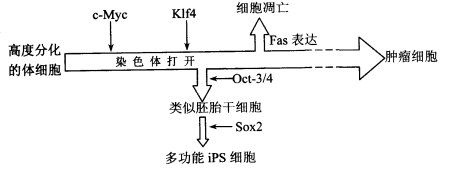 细胞凋亡
c-Myc
Klf4
Fas 表达
高度分化
的体细胞
染色体打开
肿瘤细胞
Oct-3/4
类似胚胎干细胞
Sox2
多功能 iPS 细胞